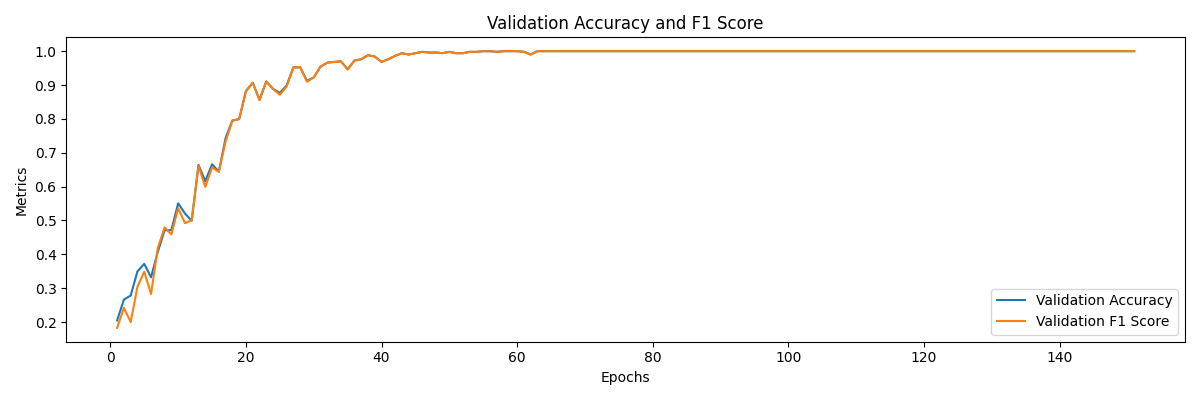 Validation Accuracy and F1 Score
Metrics
1.0
0.9
0.8
0.7
0.6
0.5
0.4
0.3
0.2
Validation Accuracy
Validation F1 Score
0 20 40 60 80 100 120 140
Epochs